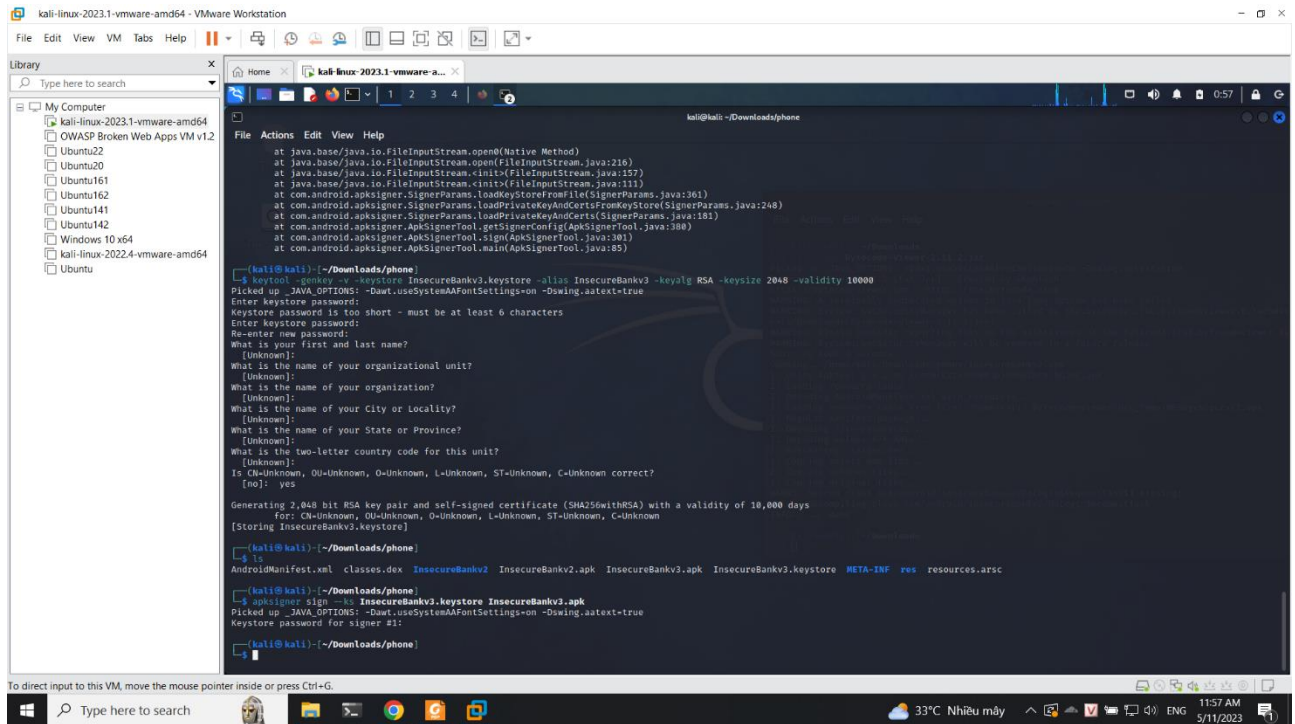 kali-linux-2023.1-vmware-amd64 - VMware Workstation
File Edit View VM Tabs Help
Library x
Home kali-linux-2023.1-vmware-a...
Type here to search
1 2 3 4 0:57
My Computer
kali-linux-2023.1-vmware-amd64
OWASP Broken Web Apps VM v1.2
Ubuntu22
Ubuntu20
Ubuntu161
Ubuntu162
Ubuntu141
Ubuntu142
Windows 10 x64
kali-linux-2022.4-vmware-amd64
Ubuntu
kali@kali: ~/Downloads/phone
File Actions Edit View Help
at java.base/java.io.FileInputStream.open0(Native Method)
at java.base/java.io.FileInputStream.open(FileInputStream.java:216)
at java.base/java.io.FileInputStream.<init>(FileInputStream.java:157)
at java.base/java.io.FileInputStream.<init>(FileInputStream.java:111)
at com.android.apksigner.SignerParams.loadKeyStoreFromFile(SignerParams.java:361)
at com.android.apksigner.SignerParams.loadPrivateKeyAndCertsFromKeyStore(SignerParams.java:248)
at com.android.apksigner.SignerParams.loadPrivateKeyAndCerts(SignerParams.java:181)
at com.android.apksigner.ApkSignerTool.getSignerConfig(ApkSignerTool.java:380)
at com.android.apksigner.ApkSignerTool.sign(ApkSignerTool.java:301)
at com.android.apksigner.ApkSignerTool.main(ApkSignerTool.java:85)
(kali㉿kali)-[~/Downloads/phone]
$ keytool -genkey -v -keystore InsecureBankv3.keystore -alias InsecureBankv3 -keyalg RSA -keysize 2048 -validity 10000
Picked up _JAVA_OPTIONS: -Dawt.useSystemAAFontSettings=on -Dswing.aatext=true
Enter keystore password:
Keystore password is too short - must be at least 6 characters
Enter keystore password:
Re-enter new password:
What is your first and last name?
[Unknown]:
What is the name of your organizational unit?
[Unknown]:
What is the name of your organization?
[Unknown]:
What is the name of your City or Locality?
[Unknown]:
What is the name of your State or Province?
[Unknown]:
What is the two-letter country code for this unit?
[Unknown]:
Is CN=Unknown, OU=Unknown, O=Unknown, L=Unknown, ST=Unknown, C=Unknown correct?
[no]: yes
Generating 2,048 bit RSA key pair and self-signed certificate (SHA256withRSA) with a validity of 10,000 days
for: CN=Unknown, OU=Unknown, O=Unknown, L=Unknown, ST=Unknown, C=Unknown
[Storing InsecureBankv3.keystore]
(kali㉿kali)-[~/Downloads/phone]
$ ls
AndroidManifest.xml classes.dex InsecureBankv2 InsecureBankv2.apk InsecureBankv3.apk InsecureBankv3.keystore META-INF res resources.arsc
(kali㉿kali)-[~/Downloads/phone]
$ apksigner sign --ks InsecureBankv3.keystore InsecureBankv3.apk
Picked up _JAVA_OPTIONS: -Dawt.useSystemAAFontSettings=on -Dswing.aatext=true
Keystore password for signer #1:
(kali㉿kali)-[~/Downloads/phone]
$
To direct input to this VM, move the mouse pointer inside or press Ctrl+G.
Type here to search
33°C Nhiều mây
ENG
11:57 AM
5/11/2023